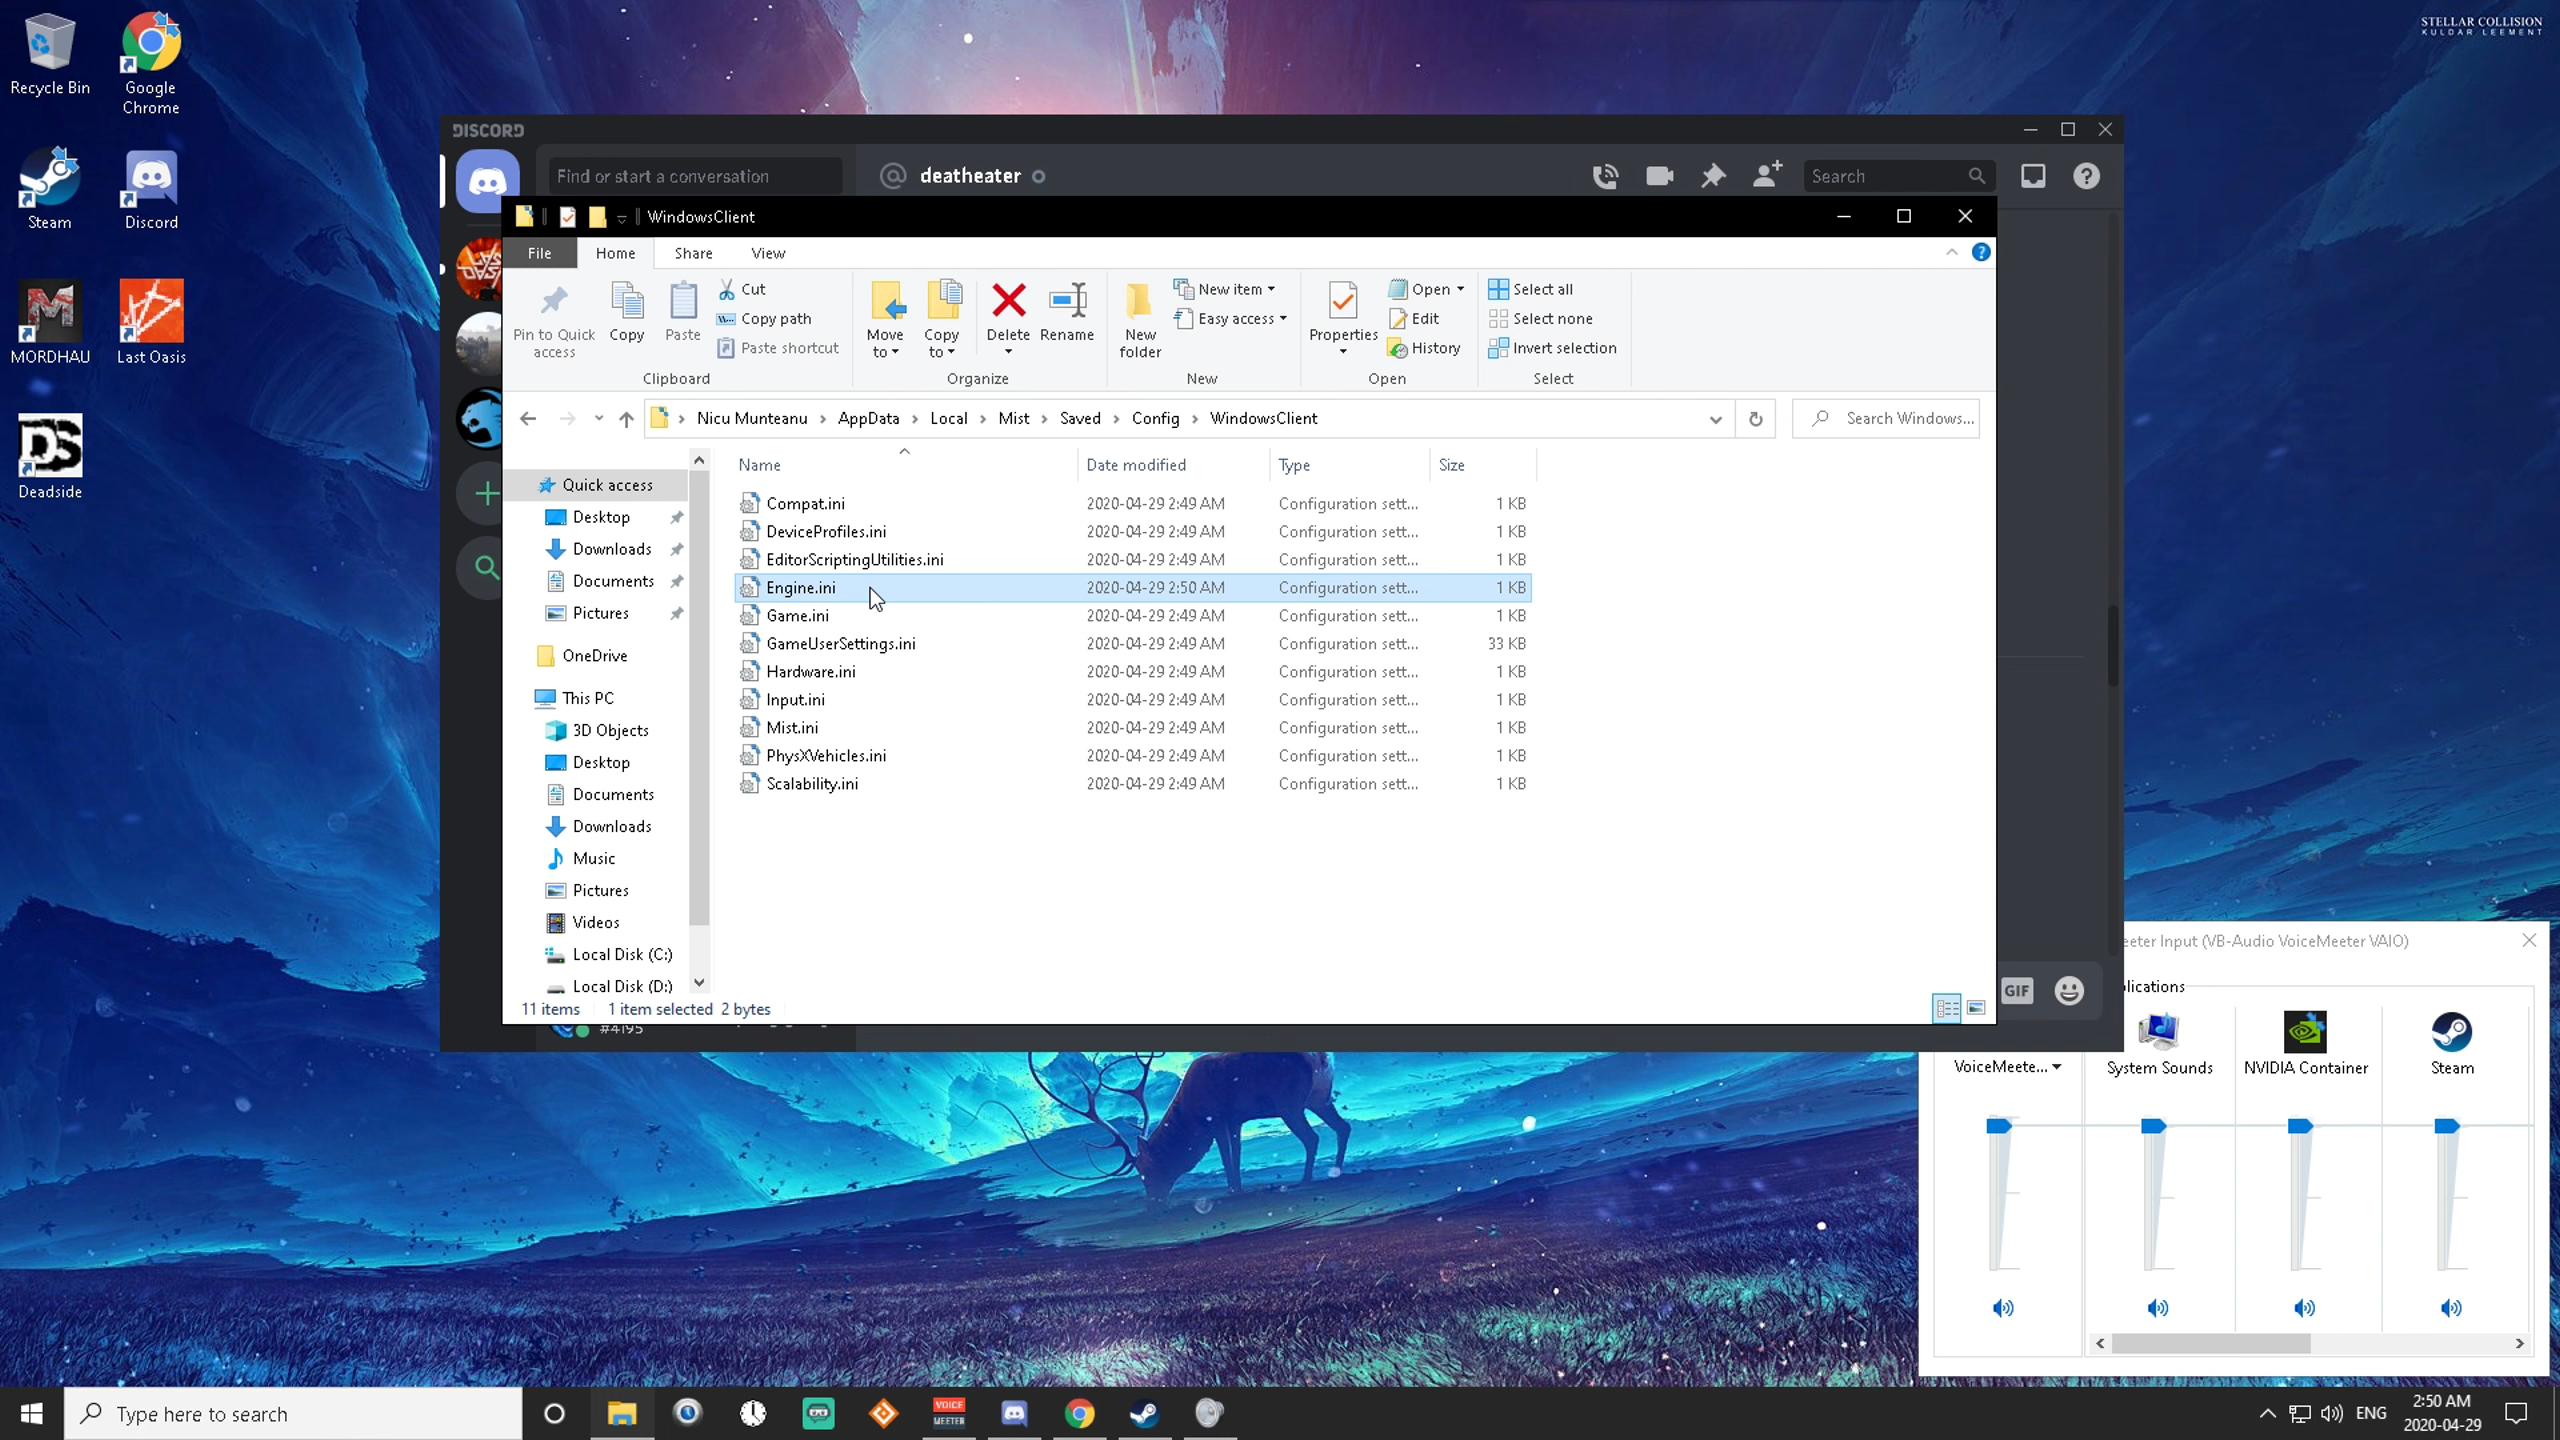 STELLAR COLLISION
KULDAR LEEMENT
Recycle Bin
Google Chrome
Steam
Discord
MORDHAU
Last Oasis
Deadside
DISCORD
Find or start a conversation
deatheater
Search
WindowsClient
File
Home
Share
View
Pin to Quick access
Copy
Paste
Cut
Copy path
Paste shortcut
Clipboard
Move to
Copy to
Delete
Rename
Organize
New folder
New item
Easy access
New
Properties
Open
Edit
History
Open
Select all
Select none
Invert selection
Select
Nicu Munteanu > AppData > Local > Mist > Saved > Config > WindowsClient
Search Windows...
Name Date modified Type Size
Quick access
Desktop
Downloads
Documents
Pictures
OneDrive
This PC
3D Objects
Desktop
Documents
Downloads
Music
Pictures
Videos
Local Disk (C:)
Local Disk (D:)
Compat.ini 2020-04-29 2:49 AM Configuration sett... 1 KB
DeviceProfiles.ini 2020-04-29 2:49 AM Configuration sett... 1 KB
EditorScriptingUtilities.ini 2020-04-29 2:49 AM Configuration sett... 1 KB
Engine.ini 2020-04-29 2:50 AM Configuration sett... 1 KB
Game.ini 2020-04-29 2:49 AM Configuration sett... 1 KB
GameUserSettings.ini 2020-04-29 2:49 AM Configuration sett... 33 KB
Hardware.ini 2020-04-29 2:49 AM Configuration sett... 1 KB
Input.ini 2020-04-29 2:49 AM Configuration sett... 1 KB
Mist.ini 2020-04-29 2:49 AM Configuration sett... 1 KB
PhysXVehicles.ini 2020-04-29 2:49 AM Configuration sett... 1 KB
Scalability.ini 2020-04-29 2:49 AM Configuration sett... 1 KB
11 items 1 item selected 2 bytes
#4195
GIF
eeter Input (VB-Audio VoiceMeeter VAIO)
lications
VoiceMeete...
System Sounds
NVIDIA Container
Steam
Type here to search
VOICE MEETER
ENG
2:50 AM
2020-04-29